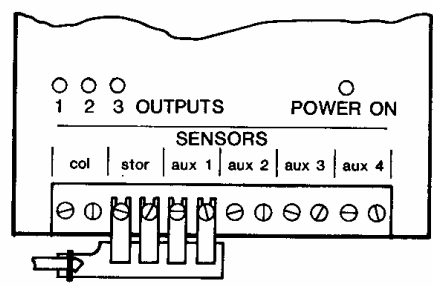 1 2 3 OUTPUTS POWER ON
SENSORS
col stor aux 1 aux 2 aux 3 aux 4